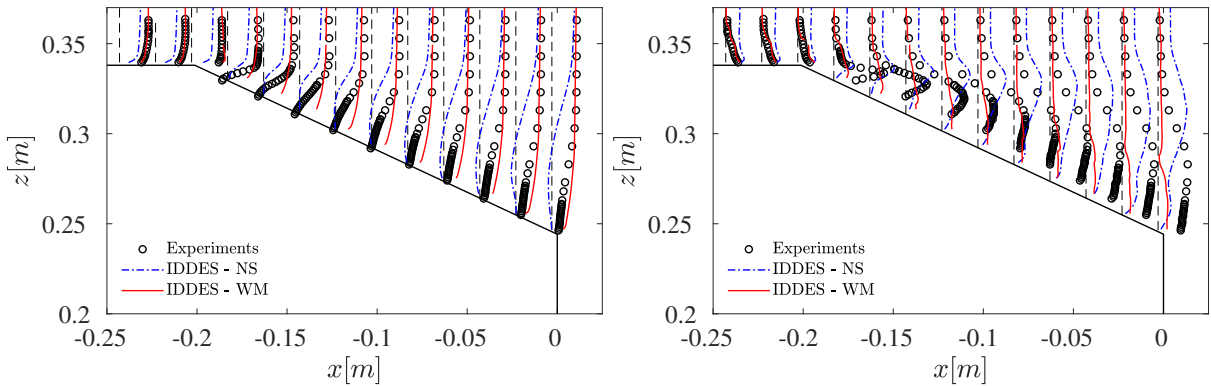 0.35
0.3
0.25
0.2
z[m]
Experiments
IDDES - NS
IDDES - WM
-0.25 -0.2 -0.15 -0.1 -0.05 0
x[m]
0.35
0.3
0.25
0.2
z[m]
Experiments
IDDES - NS
IDDES - WM
-0.25 -0.2 -0.15 -0.1 -0.05 0
x[m]